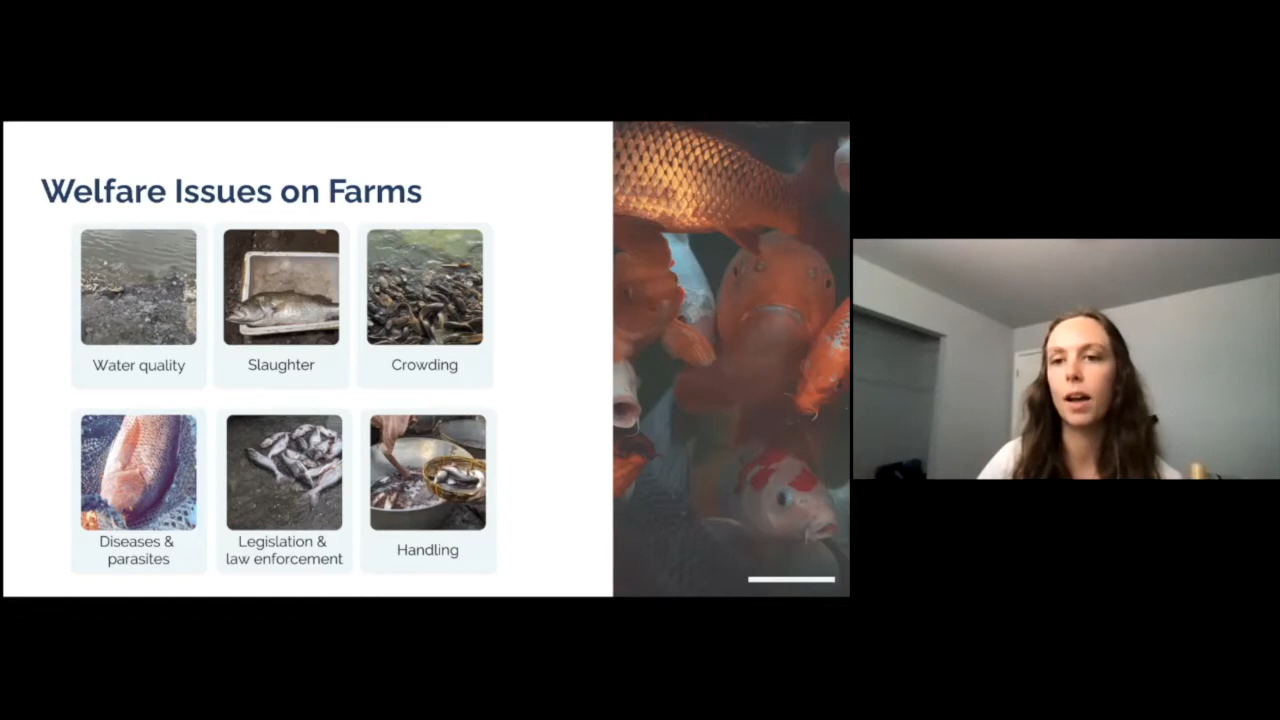 Welfare Issues on Farms
Water quality
Slaughter
Crowding
Diseases &
parasites
Legislation &
law enforcement
Handling